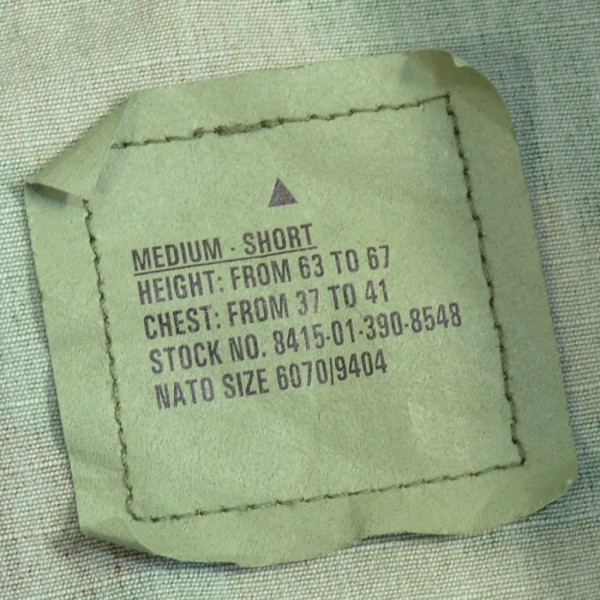 MEDIUM - SHORT
HEIGHT: FROM 63 TO 67
CHEST: FROM 37 TO 41
STOCK NO. 8415-01-390-8548
NATO SIZE 6070/9404